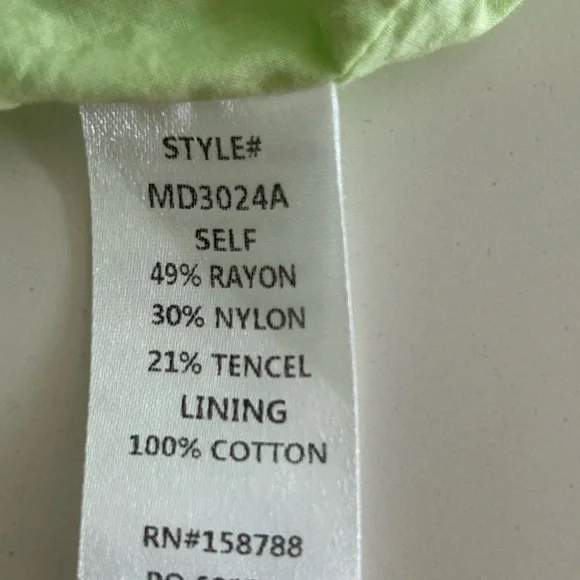 STYLE#
MD3024A
SELF
49% RAYON
30% NYLON
21% TENCEL
LINING
100% COTTON
RN#158788